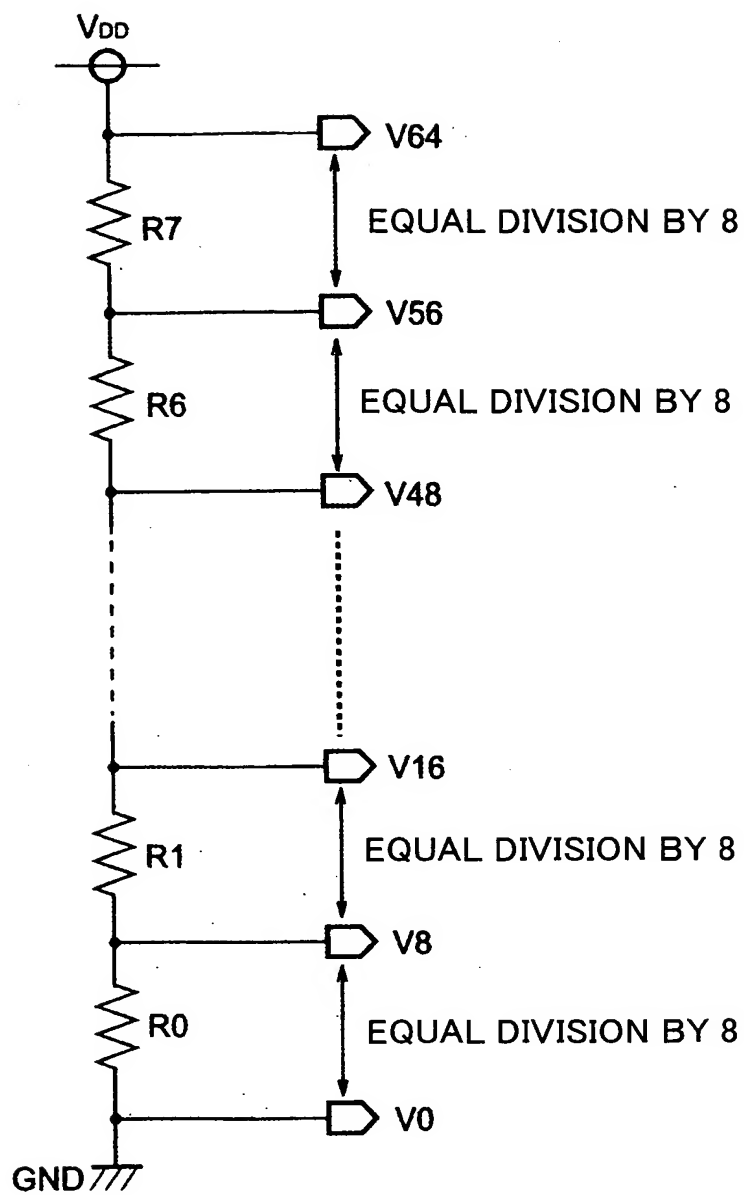 VDD
V64
R7
EQUAL DIVISION BY 8
V56
R6
EQUAL DIVISION BY 8
V48
V16
R1
EQUAL DIVISION BY 8
V8
R0
EQUAL DIVISION BY 8
V0
GND